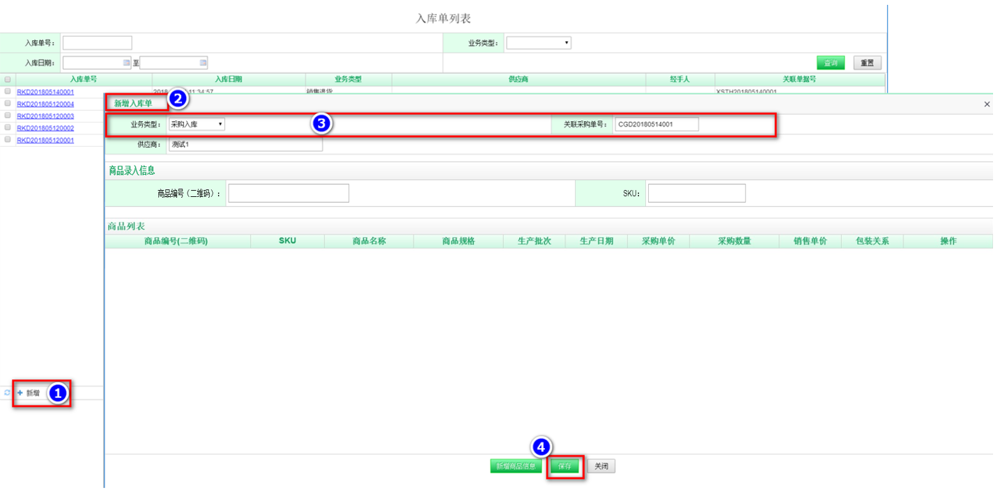 入库单列表
入库单号： 业务类型：
入库日期： 至 查询 重置
入库单号 入库日期 业务类型 供应商 经手人 关联单据号
RKD201805140001 2018 11:34:57 销售退货 XSTH201805140001
RKD201805120004
RKD201805120003
RKD201805120002
RKD201805120001
新增入库单 2 ×
业务类型： 采购入库 3 关联采购单号： CGD20180514001
供应商： 测试1
商品录入信息
商品编号（二维码）： SKU:
商品列表
商品编号(二维码) SKU 商品名称 商品规格 生产批次 生产日期 采购单价 采购数量 销售单价 包装关系 操作
+ 新增 1
4
新增商品信息 保存 关闭